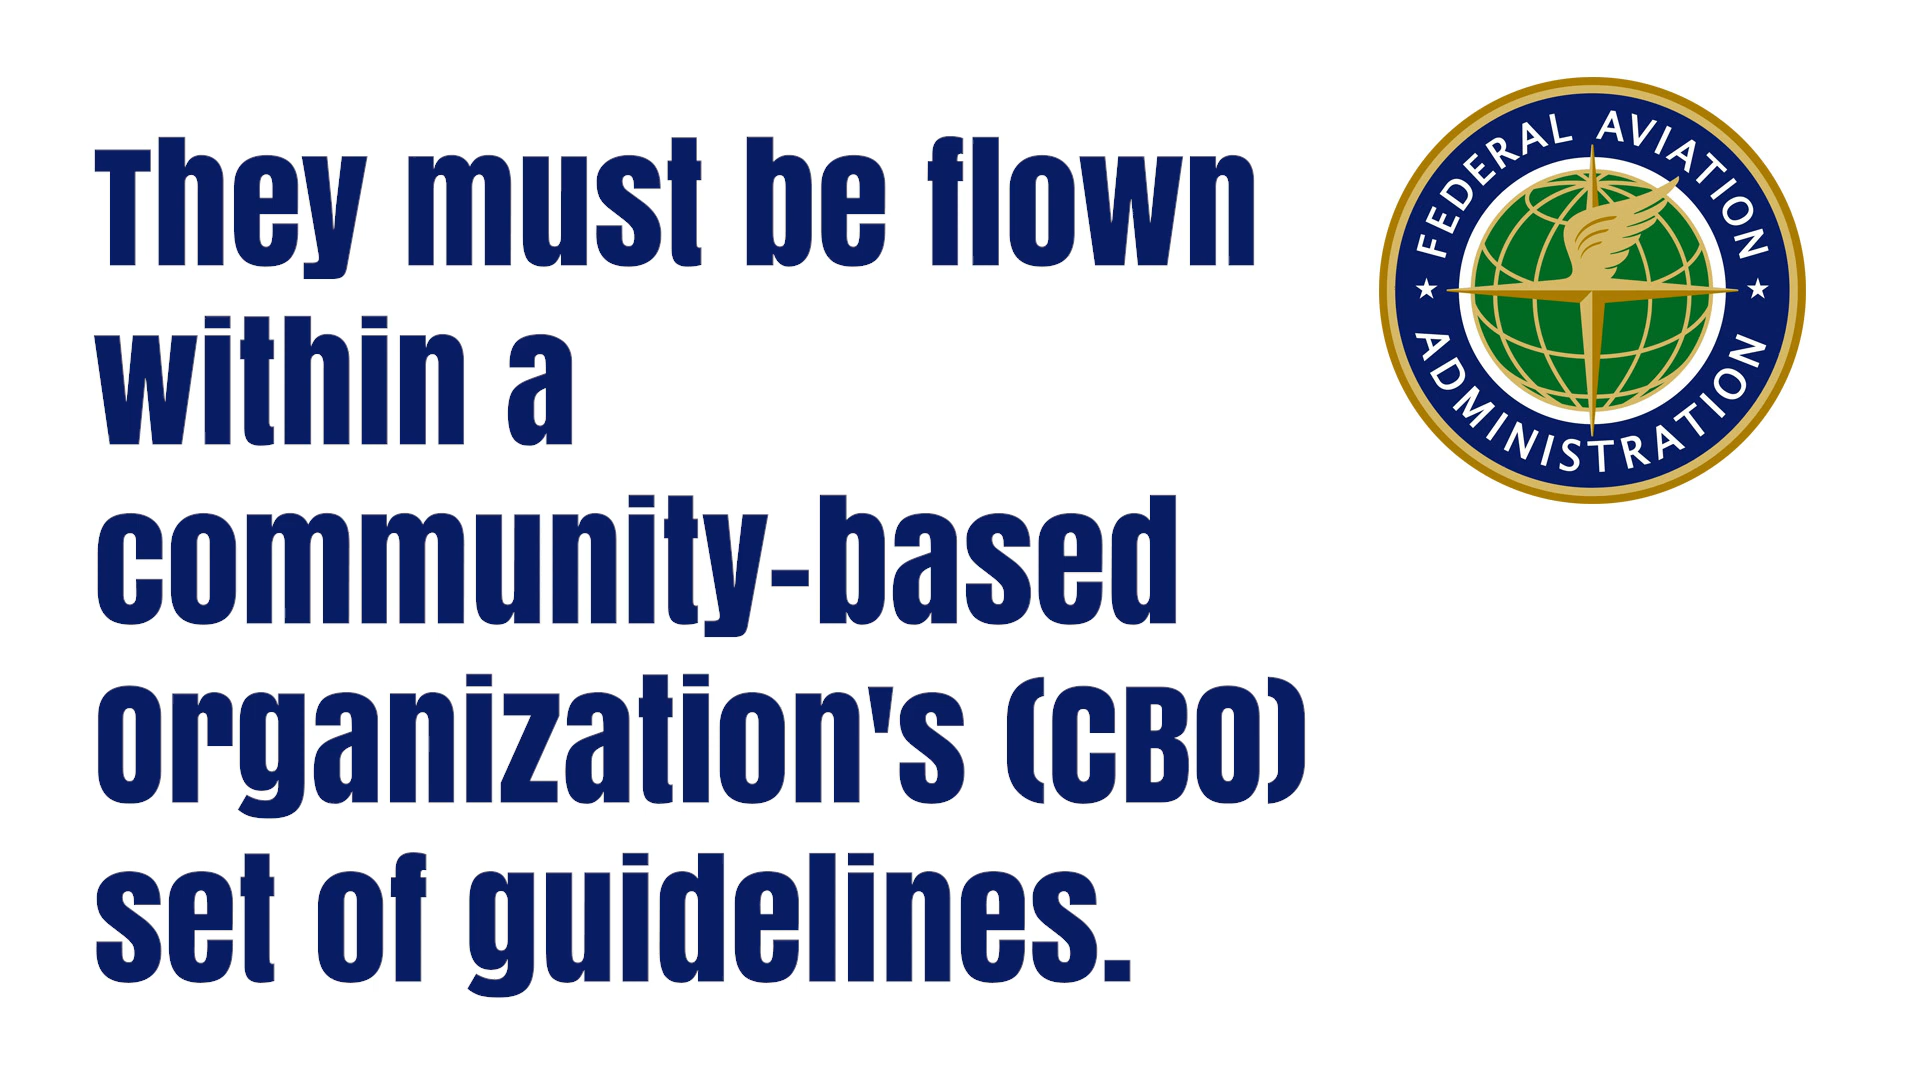 They must be flown
within a
community-based
Organization's (CBO)
set of guidelines.
FEDERAL AVIATION
ADMINISTRATION